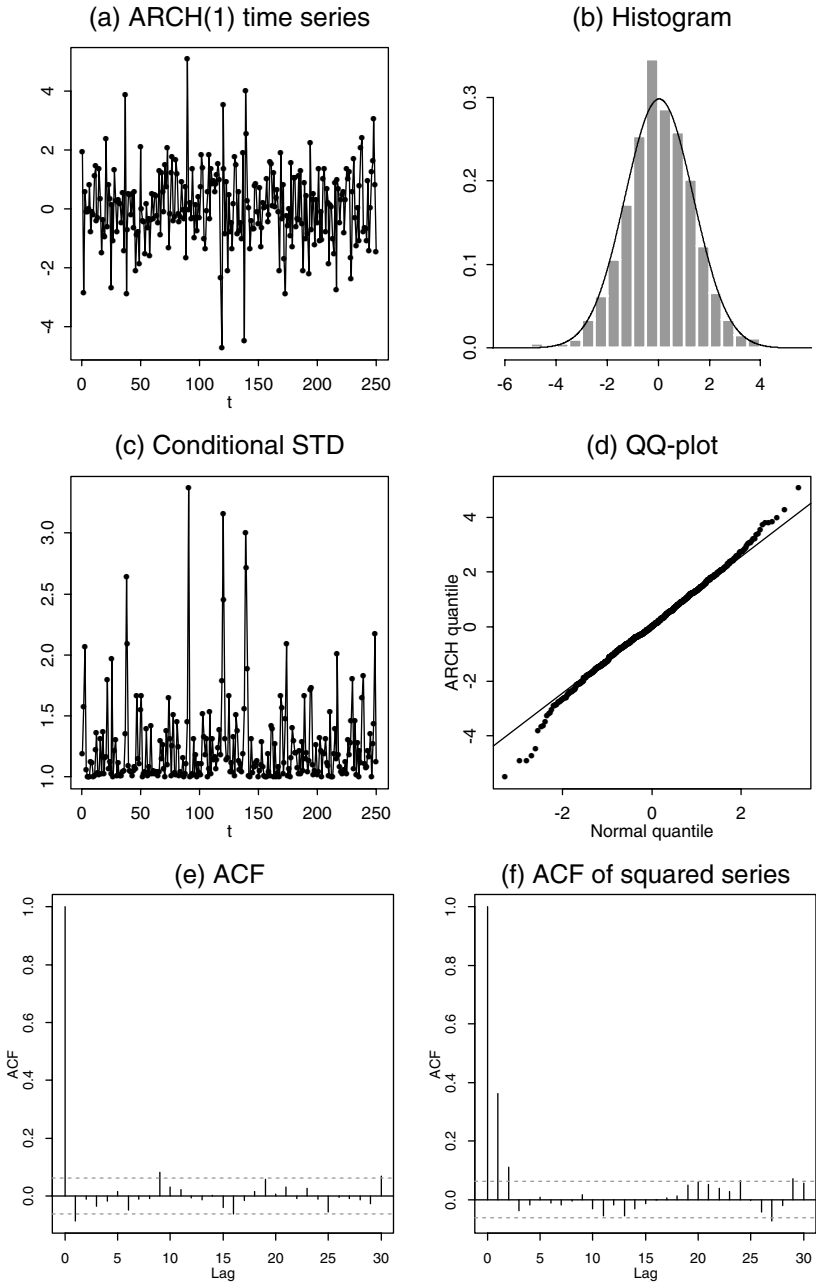 (a) ARCH(1) time series
4
2
0
-2
-4
0 50 100 150 200 250
t
(b) Histogram
0.3
0.2
0.1
0.0
-6 -4 -2 0 2 4
(c) Conditional STD
3.0
2.5
2.0
1.5
1.0
0 50 100 150 200 250
t
(d) QQ-plot
ARCH quantile
4
2
0
-2
-4
-2 0 2
Normal quantile
(e) ACF
ACF
1.0
0.8
0.6
0.4
0.2
0.0
0 5 10 15 20 25 30
Lag
(f) ACF of squared series
ACF
1.0
0.8
0.6
0.4
0.2
0.0
0 5 10 15 20 25 30
Lag